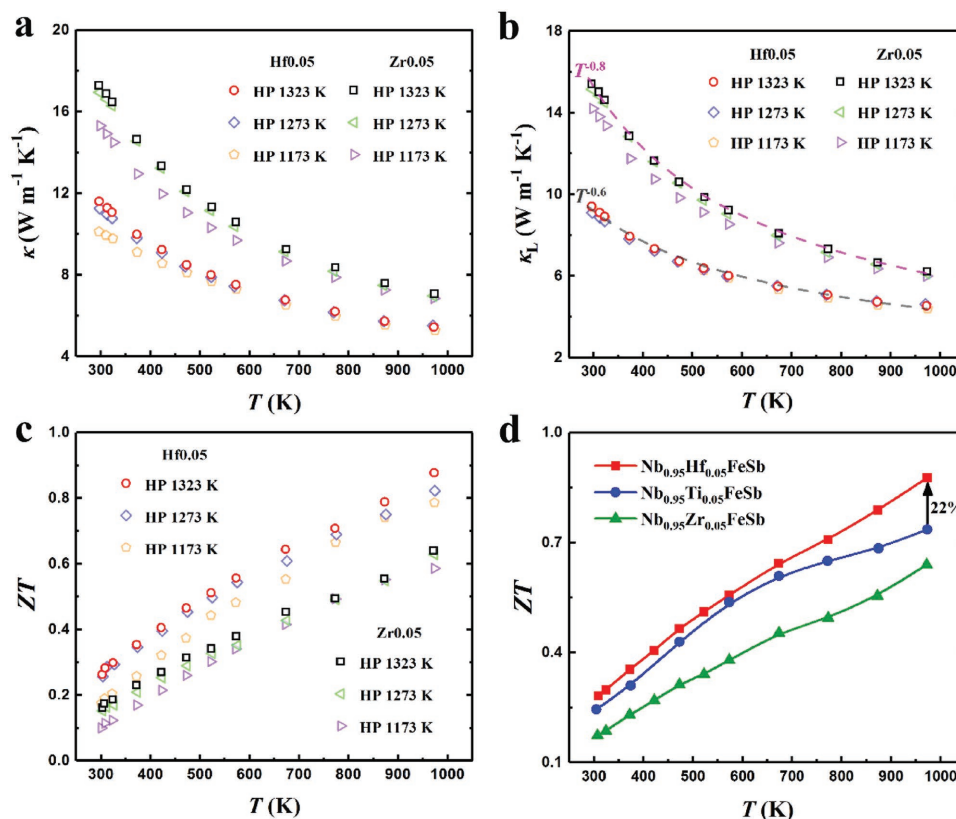 a
20
16
12
8
4
κ (W m⁻¹ K⁻¹)
Hf0.05 Zr0.05
HP 1323 K HP 1323 K
HP 1273 K HP 1273 K
HP 1173 K HP 1173 K
300 400 500 600 700 800 900 1000
T (K)
b
18
14
10
6
2
κL (W m⁻¹ K⁻¹)
T⁻⁰·⁸
T⁻⁰·⁶
Hf0.05 Zr0.05
HP 1323 K HP 1323 K
HP 1273 K HP 1273 K
HP 1173 K HP 1173 K
300 400 500 600 700 800 900 1000
T (K)
c
1.0
0.8
0.6
0.4
0.2
0.0
ZT
Hf0.05
HP 1323 K
HP 1273 K
HP 1173 K
Zr0.05
HP 1323 K
HP 1273 K
HP 1173 K
300 400 500 600 700 800 900 1000
T (K)
d
1.0
0.7
0.4
0.1
ZT
Nb₀.₉₅Hf₀.₀₅FeSb
Nb₀.₉₅Ti₀.₀₅FeSb
Nb₀.₉₅Zr₀.₀₅FeSb
22%
300 400 500 600 700 800 900 1000
T (K)